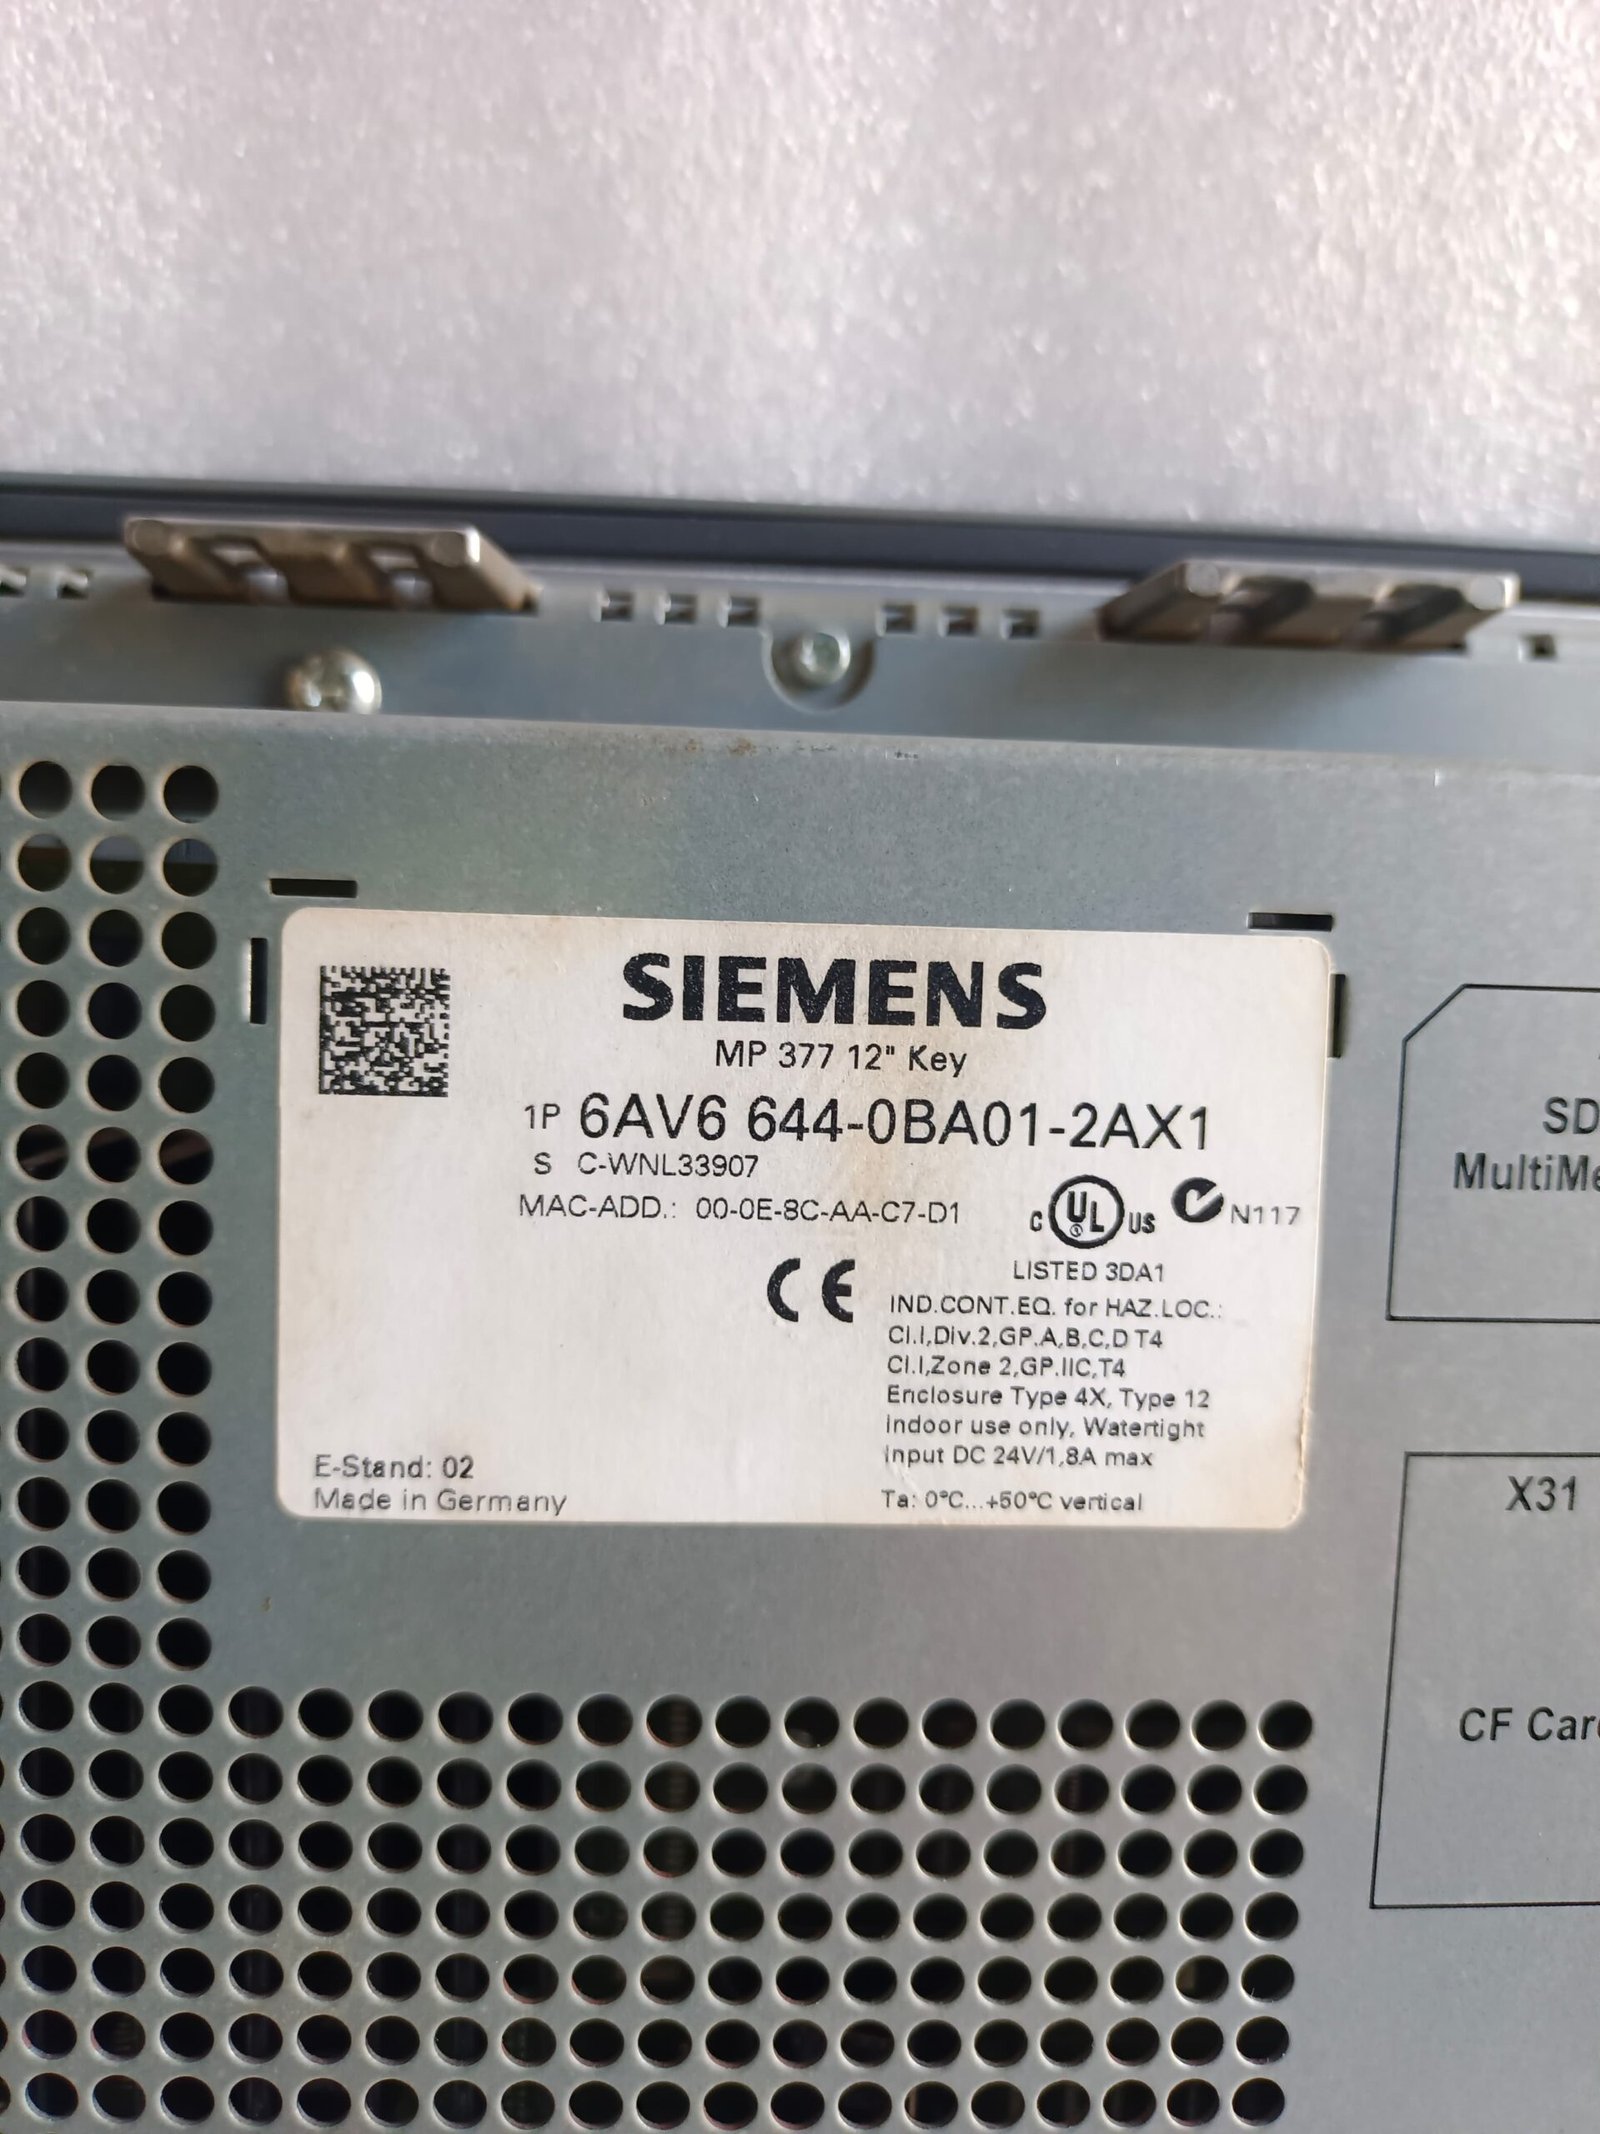 SIEMENS
MP 377 12" Key
1P 6AV6 644-0BA01-2AX1
S C-WNL33907
MAC-ADD.: 00-0E-8C-AA-C7-D1
C UL US N117
LISTED 3DA1
CE
IND.CONT.EQ. for HAZ.LOC.:
Cl.I,Div.2,GP.A,B,C,D T4
Cl.I,Zone 2,GP.IIC,T4
Enclosure Type 4X, Type 12
Indoor use only, Watertight
Input DC 24V/1,8A max
Ta: 0°C...+50°C vertical
E-Stand: 02
Made in Germany
SD
X31